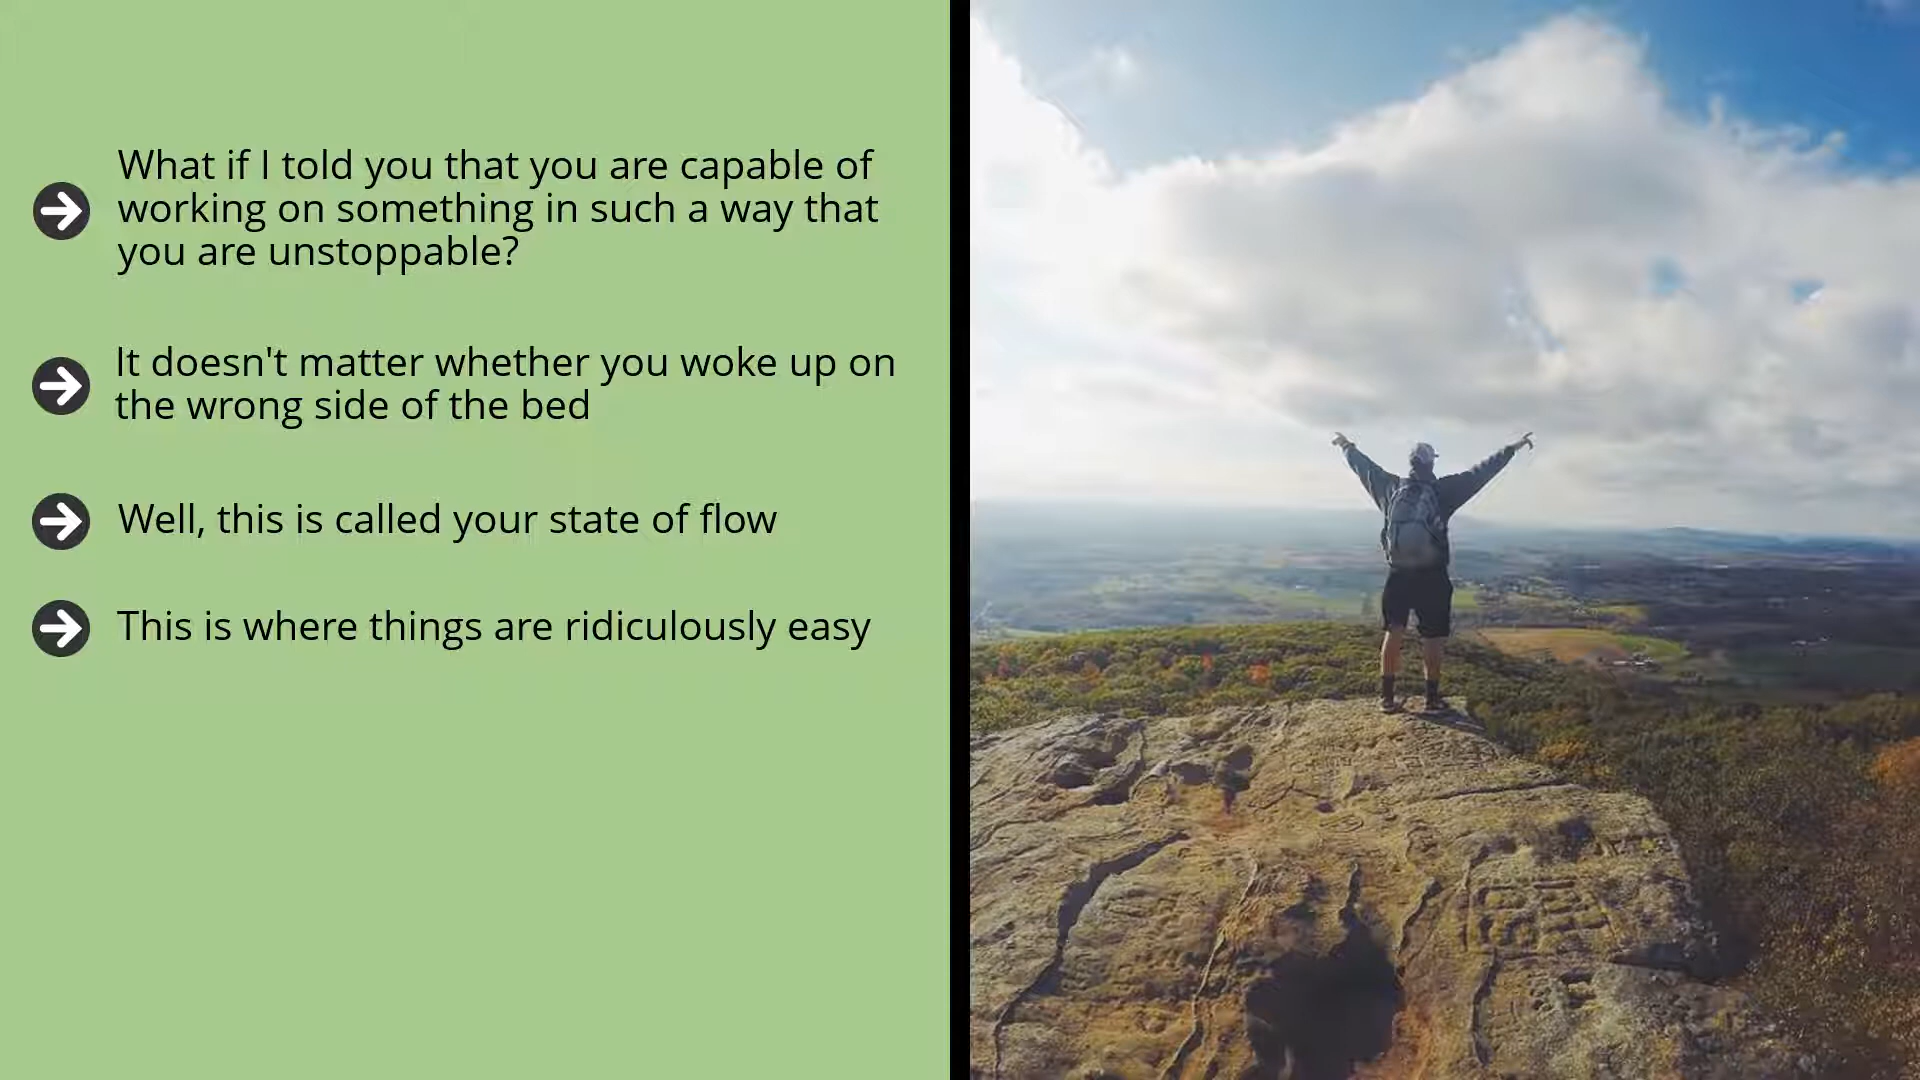 What if I told you that you are capable of
working on something in such a way that
you are unstoppable?
It doesn't matter whether you woke up on
the wrong side of the bed
Well, this is called your state of flow
This is where things are ridiculously easy